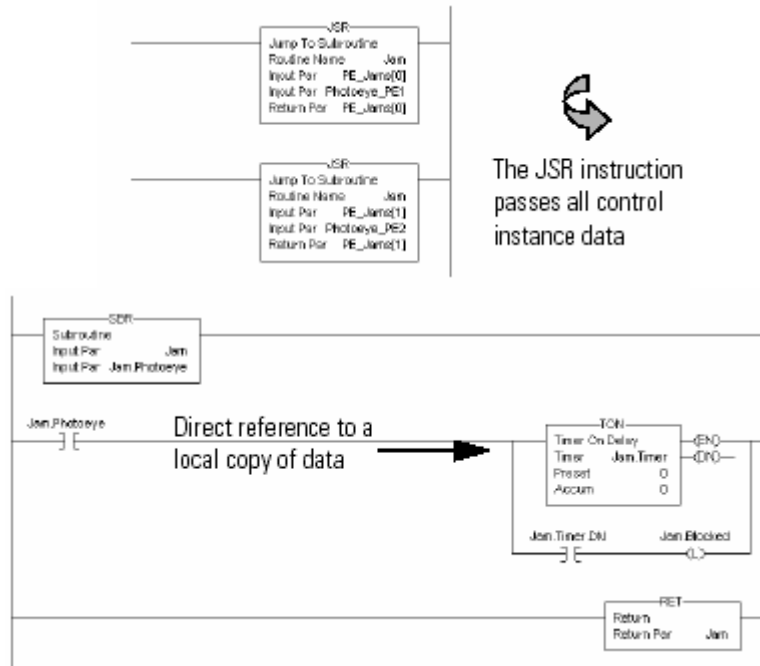 JSR
Jump To Subroutine
Routine Name Jam
Input Par PE_Jams[0]
Input Par Photoeye_PE1
Return Par PE_Jams[0]
JSR
Jump To Subroutine
Routine Name Jam
Input Par PE_Jams[1]
Input Par Photoeye_PE2
Return Par PE_Jams[1]
The JSR instruction
passes all control
instance data
SBR
Subroutine
Input Par Jam
Input Par Jam.Photoeye
Jam.Photoeye
Direct reference to a
local copy of data
TON
Timer On Delay
Timer Jam.Timer
Preset 0
Accum 0
EN
DN
Jam.Timer.DN
Jam.Blocked
L
RET
Return
Return Par Jam